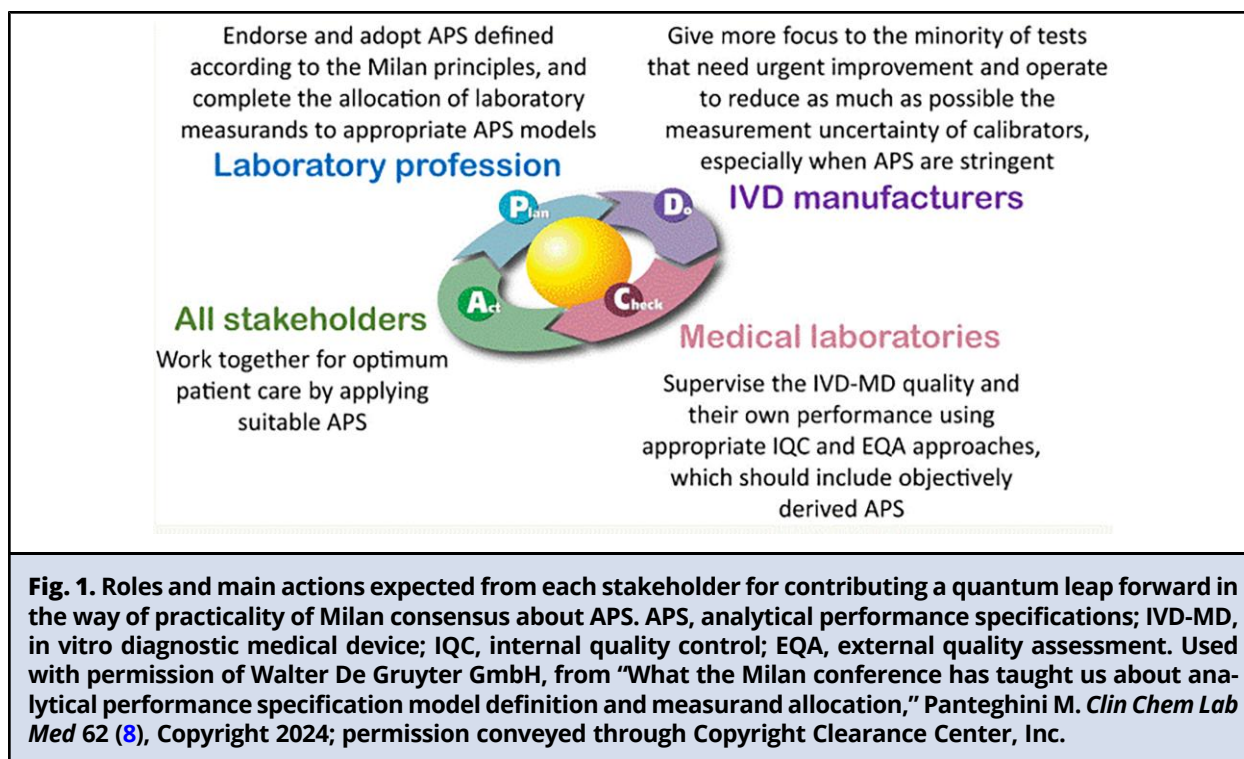 Endorse and adopt APS defined
according to the Milan principles, and
complete the allocation of laboratory
measurands to appropriate APS models
Laboratory profession
Give more focus to the minority of tests
that need urgent improvement and operate
to reduce as much as possible the
measurement uncertainty of calibrators,
especially when APS are stringent
IVD manufacturers
Plan
Do
Act
Check
All stakeholders
Work together for optimum
patient care by applying
suitable APS
Medical laboratories
Supervise the IVD-MD quality and
their own performance using
appropriate IQC and EQA approaches,
which should include objectively
derived APS
Fig. 1. Roles and main actions expected from each stakeholder for contributing a quantum leap forward in
the way of practicality of Milan consensus about APS. APS, analytical performance specifications; IVD-MD,
in vitro diagnostic medical device; IQC, internal quality control; EQA, external quality assessment. Used
with permission of Walter De Gruyter GmbH, from “What the Milan conference has taught us about ana-
lytical performance specification model definition and measurand allocation,” Panteghini M. Clin Chem Lab
Med 62 (8), Copyright 2024; permission conveyed through Copyright Clearance Center, Inc.